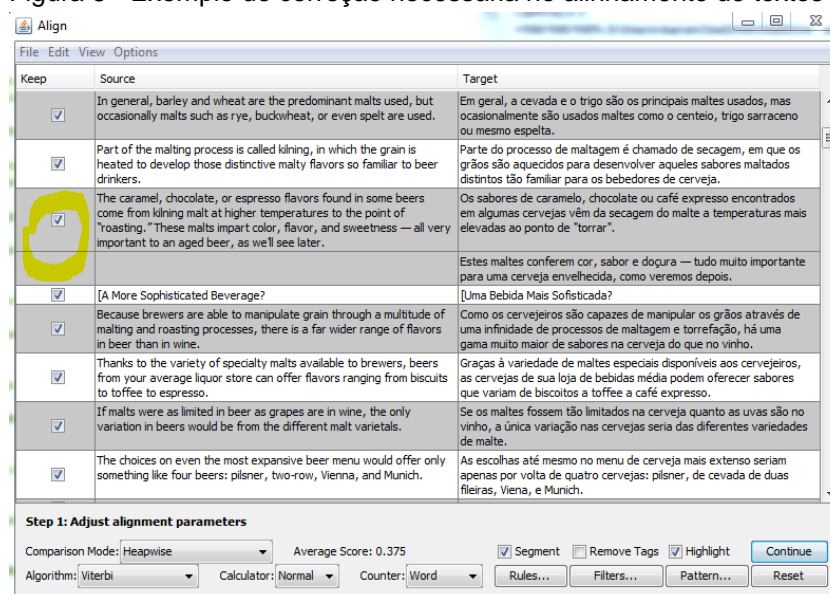 Align
File Edit View Options
Keep Source Target
In general, barley and wheat are the predominant malts used, but
occasionally malts such as rye, buckwheat, or even spelt are used.
Em geral, a cevada e o trigo são os principais maltes usados, mas
ocasionalmente são usados maltes como o centeio, trigo sarraceno
ou mesmo espelta.
Part of the malting process is called kilning, in which the grain is
heated to develop those distinctive malty flavors so familiar to beer
drinkers.
Parte do processo de maltagem é chamado de secagem, em que os
grãos são aquecidos para desenvolver aqueles sabores maltados
distintos tão familiar para os bebedores de cerveja.
The caramel, chocolate, or espresso flavors found in some beers
come from kilning malt at higher temperatures to the point of
"roasting." These malts impart color, flavor, and sweetness — all very
important to an aged beer, as we'll see later.
Os sabores de caramelo, chocolate ou café expresso encontrados
em algumas cervejas vêm da secagem do malte a temperaturas mais
elevadas ao ponto de "torrar".
Estes maltes conferem cor, sabor e doçura — tudo muito importante
para uma cerveja envelhecida, como veremos depois.
[A More Sophisticated Beverage?
[Uma Bebida Mais Sofisticada?
Because brewers are able to manipulate grain through a multitude of
malting and roasting processes, there is a far wider range of flavors
in beer than in wine.
Como os cervejeiros são capazes de manipular os grãos através de
uma infinidade de processos de maltagem e torrefação, há uma
gama muito maior de sabores na cerveja do que no vinho.
Thanks to the variety of specialty malts available to brewers, beers
from your average liquor store can offer flavors ranging from biscuits
to toffee to espresso.
Graças à variedade de maltes especiais disponíveis aos cervejeiros,
as cervejas de sua loja de bebidas média podem oferecer sabores
que variam de biscoitos a toffee a café expresso.
If malts were as limited in beer as grapes are in wine, the only
variation in beers would be from the different malt varietals.
Se os maltes fossem tão limitados na cerveja quanto as uvas são no
vinho, a única variação nas cervejas seria das diferentes variedades
de malte.
The choices on even the most expansive beer menu would offer only
something like four beers: pilsner, two-row, Vienna, and Munich.
As escolhas até mesmo no menu de cerveja mais extenso seriam
apenas por volta de quatro cervejas: pilsner, de cevada de duas
fileiras, Viena, e Munich.
Step 1: Adjust alignment parameters
Comparison Mode: Heapwise Average Score: 0.375 Segment Remove Tags Highlight Continue
Algorithm: Viterbi Calculator: Normal Counter: Word Rules... Filters... Pattern... Reset